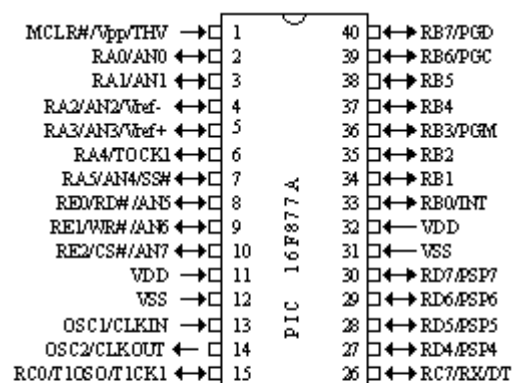 MCLR#/Vpp/THV 1 40 RB7/PGD
RA0/AN0 2 39 RB6/PGC
RA1/AN1 3 38 RB5
RA2/AN2/Vref- 4 37 RB4
RA3/AN3/Vref+ 5 36 RB3/PGM
RA4/TOCK1 6 35 RB2
RA5/AN4/SS# 7 34 RB1
RE0/RD#/AN5 8 33 RB0/INT
RE1/WR#/AN6 9 32 VDD
RE2/CS#/AN7 10 31 VSS
VDD 11 30 RD7/PSP7
VSS 12 29 RD6/PSP6
OSC1/CLKIN 13 28 RD5/PSP5
OSC2/CLKOUT 14 27 RD4/PSP4
RC0/T1OSO/T1CK1 15 26 RC7/RX/DT
PIC 16F877A